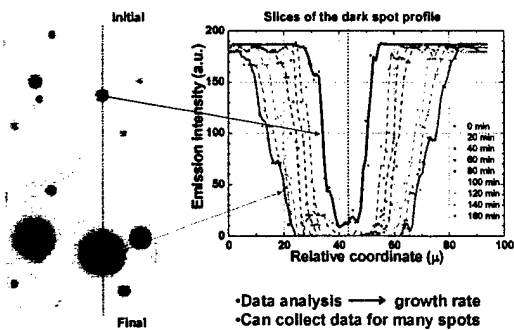 Initial
Slices of the dark spot profile
200
150
100
50
0
Emission intensity (a.u.)
0 min
20 min
40 min
60 min
80 min
100 min
120 min
140 min
180 min
0 20 40 60 80 100
Relative coordinate (μ)
Final
•Data analysis → growth rate
•Can collect data for many spots